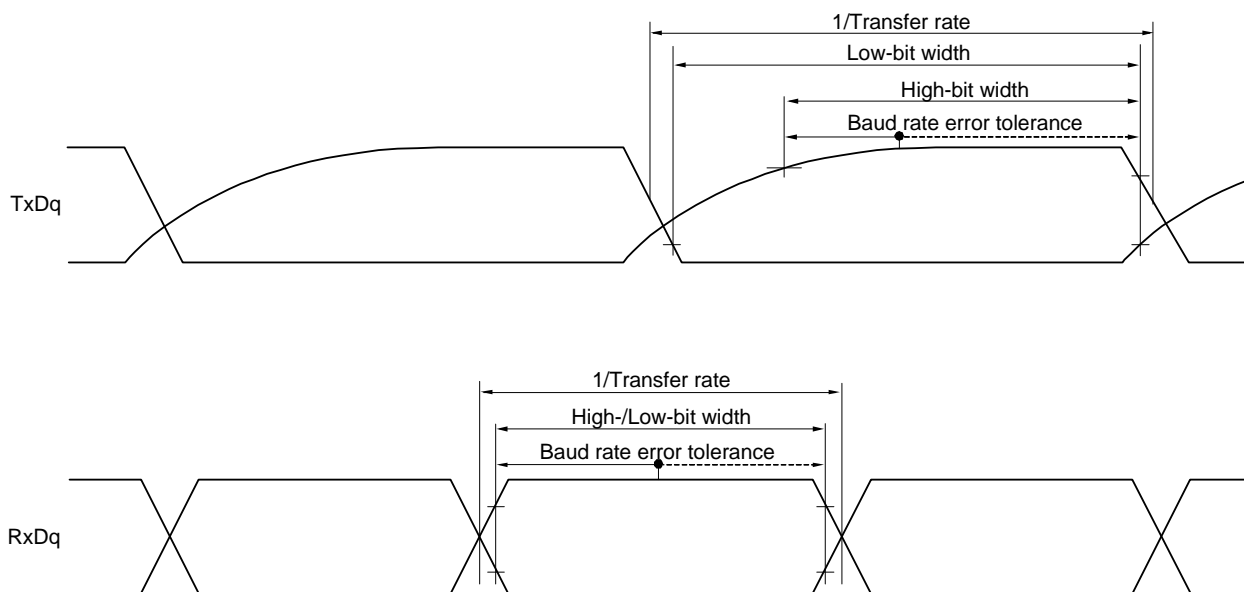 1/Transfer rate
Low-bit width
High-bit width
Baud rate error tolerance
TxDq
1/Transfer rate
High-/Low-bit width
Baud rate error tolerance
RxDq